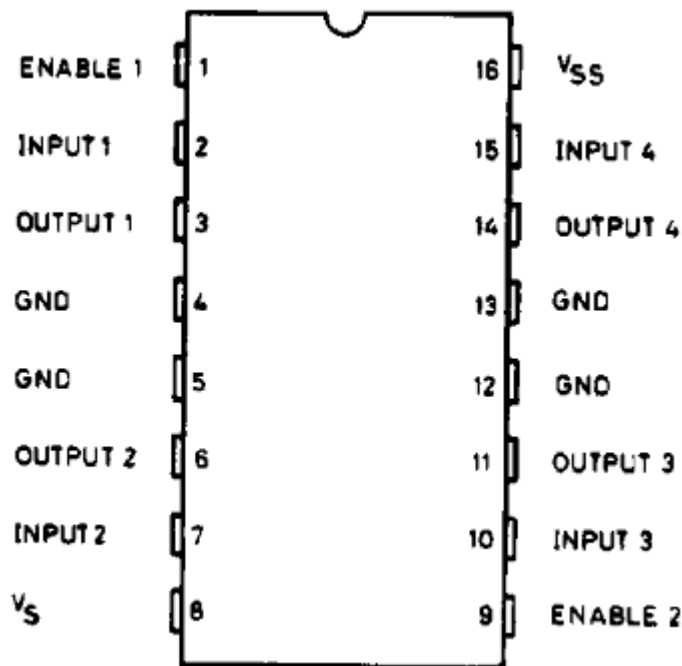 ENABLE 1 1 16 VSS
INPUT 1 2 15 INPUT 4
OUTPUT 1 3 14 OUTPUT 4
GND 4 13 GND
GND 5 12 GND
OUTPUT 2 6 11 OUTPUT 3
INPUT 2 7 10 INPUT 3
VS 8 9 ENABLE 2